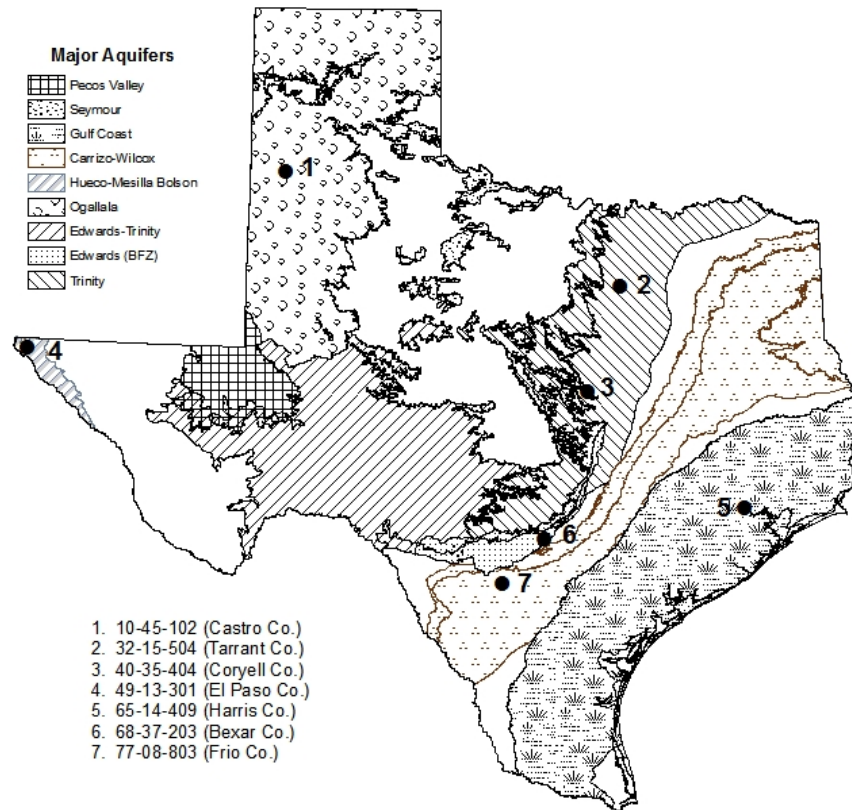 Major Aquifers
Pecos Valley
Seymour
Gulf Coast
Carrizo-Wilcox
Hueco-Mesilla Bolson
Ogallala
Edwards-Trinity
Edwards (BFZ)
Trinity
1
2
4
3
5
6
7
1. 10-45-102 (Castro Co.)
2. 32-15-504 (Tarrant Co.)
3. 40-35-404 (Coryell Co.)
4. 49-13-301 (El Paso Co.)
5. 65-14-409 (Harris Co.)
6. 68-37-203 (Bexar Co.)
7. 77-08-803 (Frio Co.)